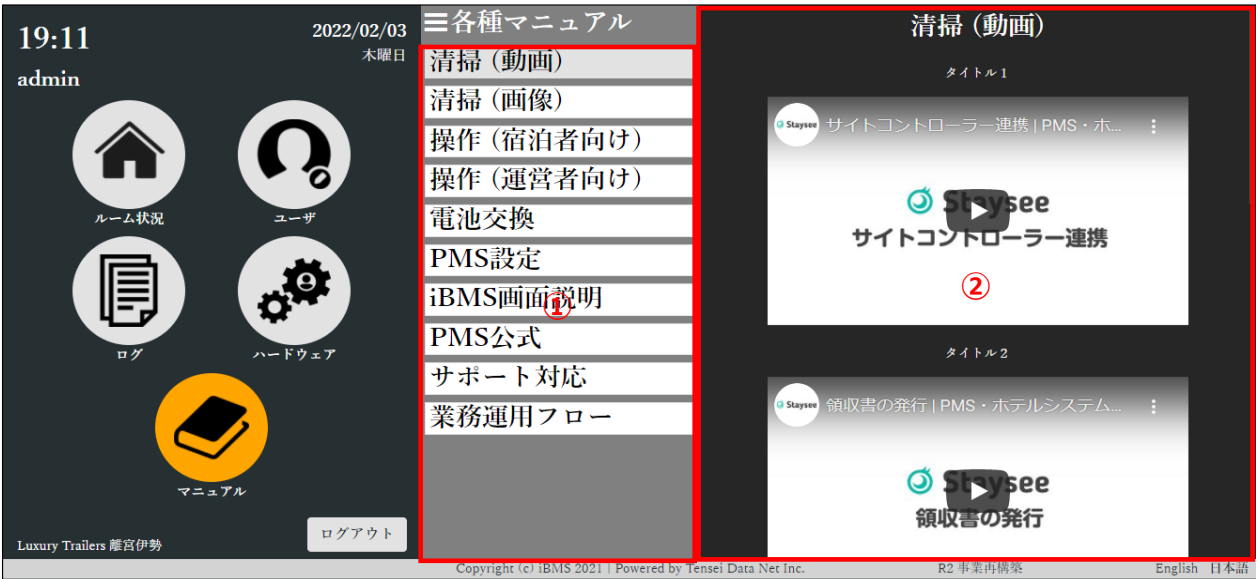 19:11
2022/02/03
木曜日
admin
ルーム状況
ユーザ
ログ
ハードウェア
マニュアル
ログアウト
Luxury Trailers 離宮伊勢
各種マニュアル
清掃（動画）
清掃（画像）
操作（宿泊者向け）
操作（運営者向け）
電池交換
PMS設定
iBMS画面説明
①
PMS公式
サポート対応
業務運用フロー
清掃（動画）
タイトル 1
Staysee サイトコントローラー連携 | PMS・ホ...
Staysee
サイトコントローラー連携
②
タイトル 2
Staysee 領収書の発行 | PMS・ホテルシステム...
Staysee
領収書の発行
Copyright (c) iBMS 2021 | Powered by Tensei Data Net Inc.
R2 事業再構築
English 日本語